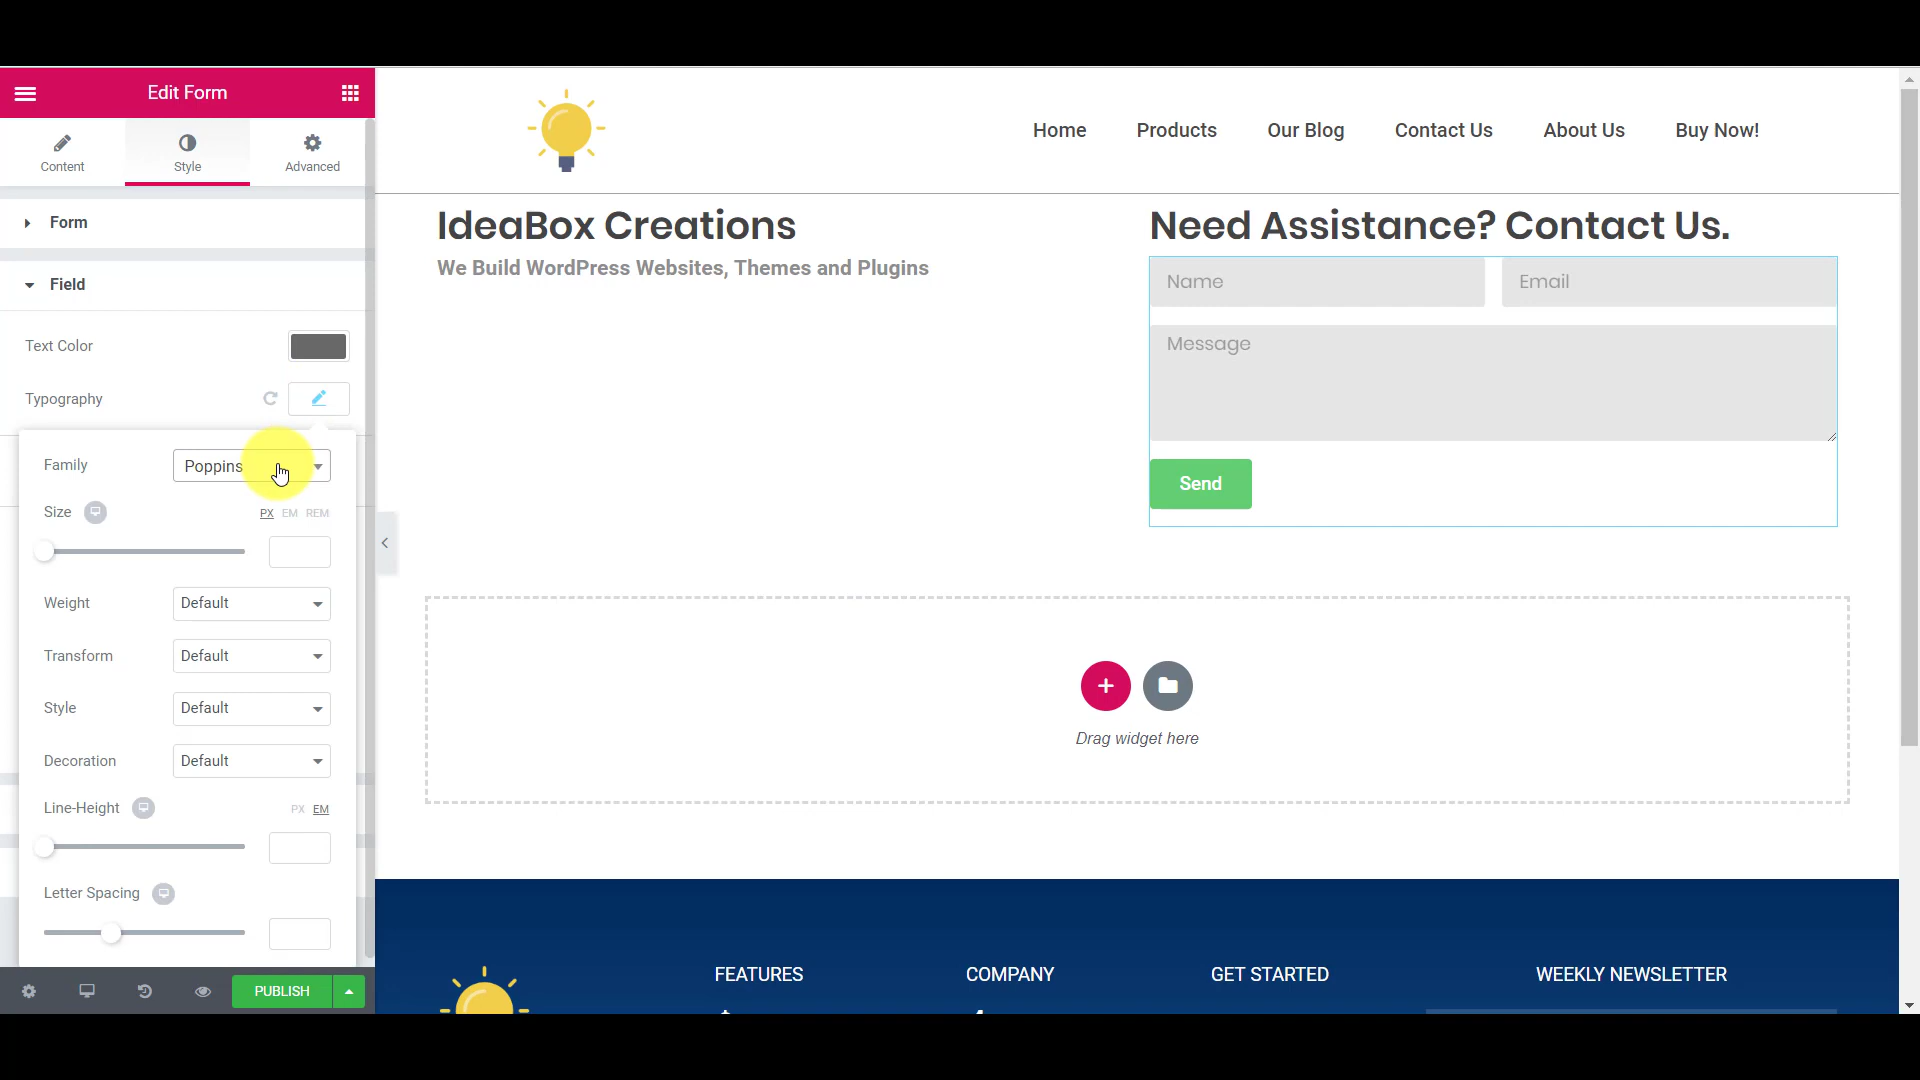 Edit Form
Content
Style
Advanced
Form
Field
Text Color
Typography
Family
Poppins
Size
PX EM REM
Weight
Default
Transform
Default
Style
Default
Decoration
Default
Line-Height
PX EM
Letter Spacing
PUBLISH
Home
Products
Our Blog
Contact Us
About Us
Buy Now!
IdeaBox Creations
We Build WordPress Websites, Themes and Plugins
Need Assistance? Contact Us.
Name
Email
Message
Send
Drag widget here
FEATURES
COMPANY
GET STARTED
WEEKLY NEWSLETTER